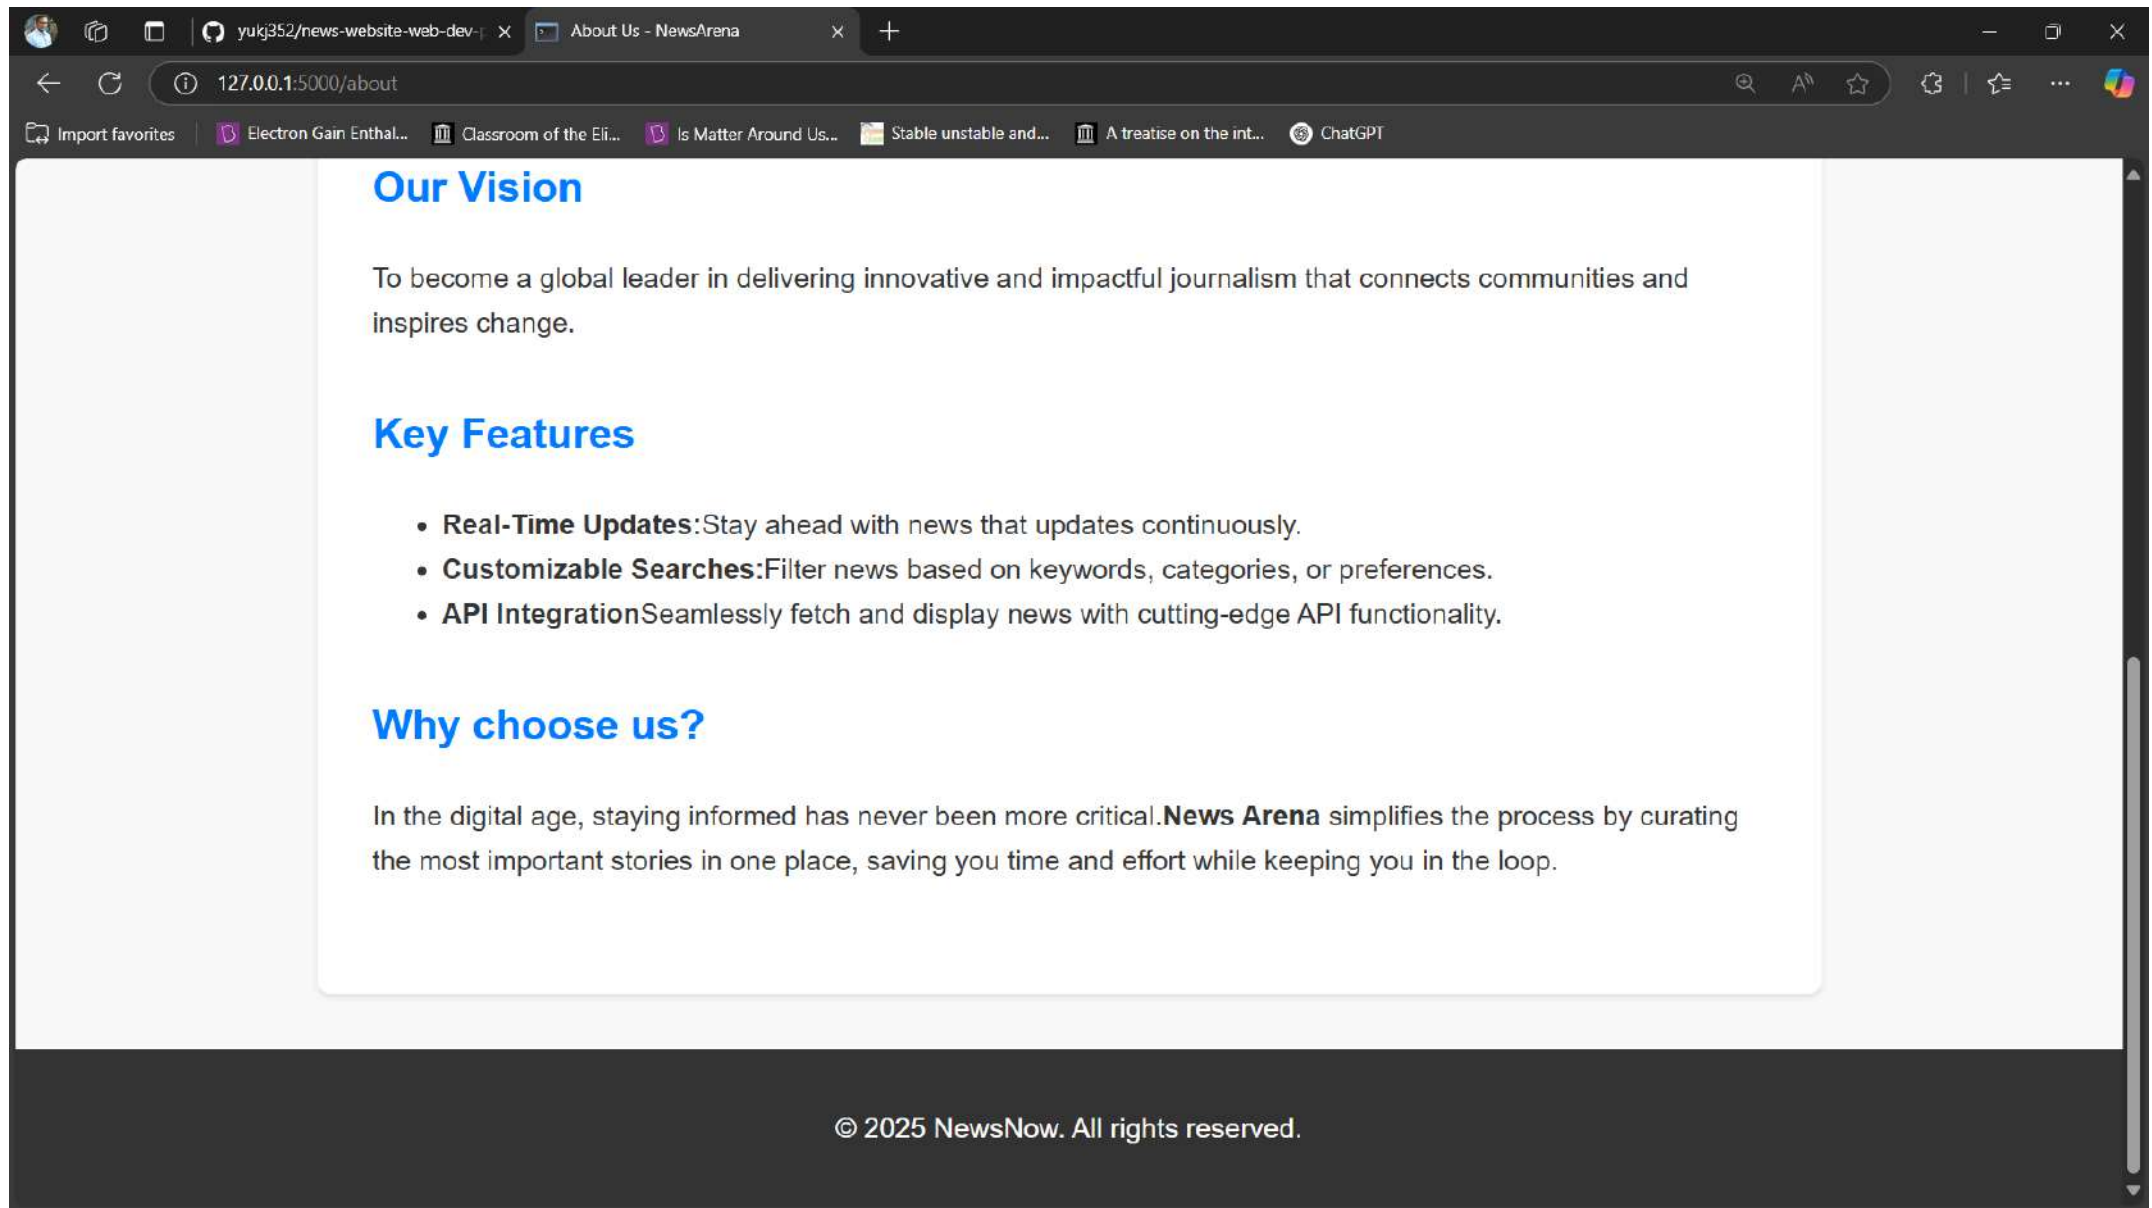 yukj352/news-website-web-dev-p
About Us - NewsArena
127.0.0.1:5000/about
Import favorites
Electron Gain Enthal...
Classroom of the Eli...
Is Matter Around Us...
Stable unstable and...
A treatise on the int...
ChatGPT
Our Vision
To become a global leader in delivering innovative and impactful journalism that connects communities and
inspires change.
Key Features
• Real-Time Updates:Stay ahead with news that updates continuously.
• Customizable Searches:Filter news based on keywords, categories, or preferences.
• API IntegrationSeamlessly fetch and display news with cutting-edge API functionality.
Why choose us?
In the digital age, staying informed has never been more critical.News Arena simplifies the process by curating
the most important stories in one place, saving you time and effort while keeping you in the loop.
© 2025 NewsNow. All rights reserved.